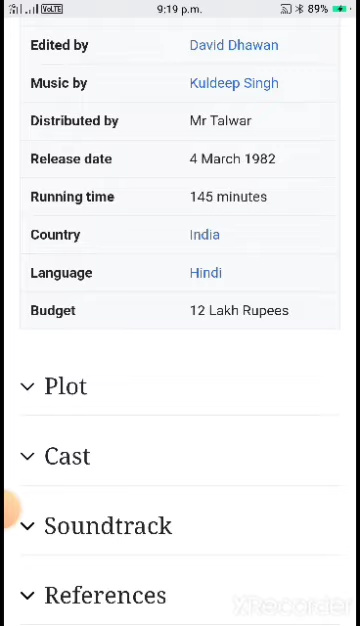 VoLTE 9:19 p.m. 89%
Edited by David Dhawan
Music by Kuldeep Singh
Distributed by Mr Talwar
Release date 4 March 1982
Running time 145 minutes
Country India
Language Hindi
Budget 12 Lakh Rupees
Plot
Cast
Soundtrack
References
XRecorder